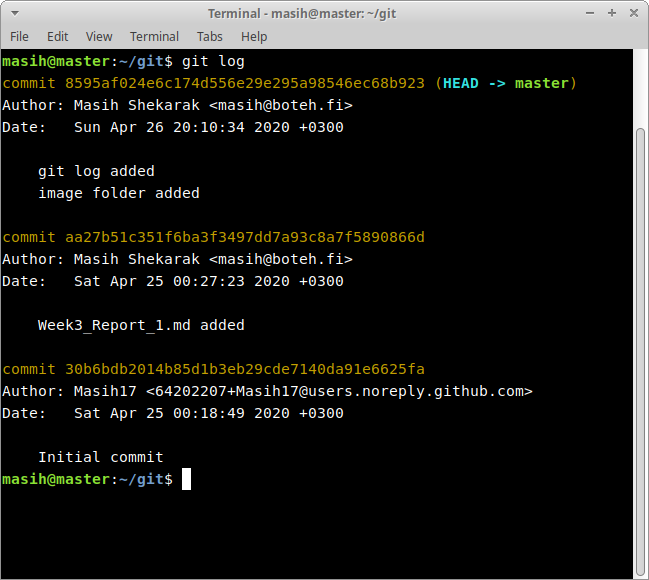 Terminal - masih@master: ~/git
File Edit View Terminal Tabs Help
masih@master:~/git$ git log
commit 8595af024e6c174d556e29e295a98546ec68b923 (HEAD -> master)
Author: Masih Shekarak <masih@boteh.fi>
Date:   Sun Apr 26 20:10:34 2020 +0300
    git log added
    image folder added
commit aa27b51c351f6ba3f3497dd7a93c8a7f5890866d
Author: Masih Shekarak <masih@boteh.fi>
Date:   Sat Apr 25 00:27:23 2020 +0300
    Week3_Report_1.md added
commit 30b6bdb2014b85d1b3eb29cde7140da91e6625fa
Author: Masih17 <64202207+Masih17@users.noreply.github.com>
Date:   Sat Apr 25 00:18:49 2020 +0300
    Initial commit
masih@master:~/git$